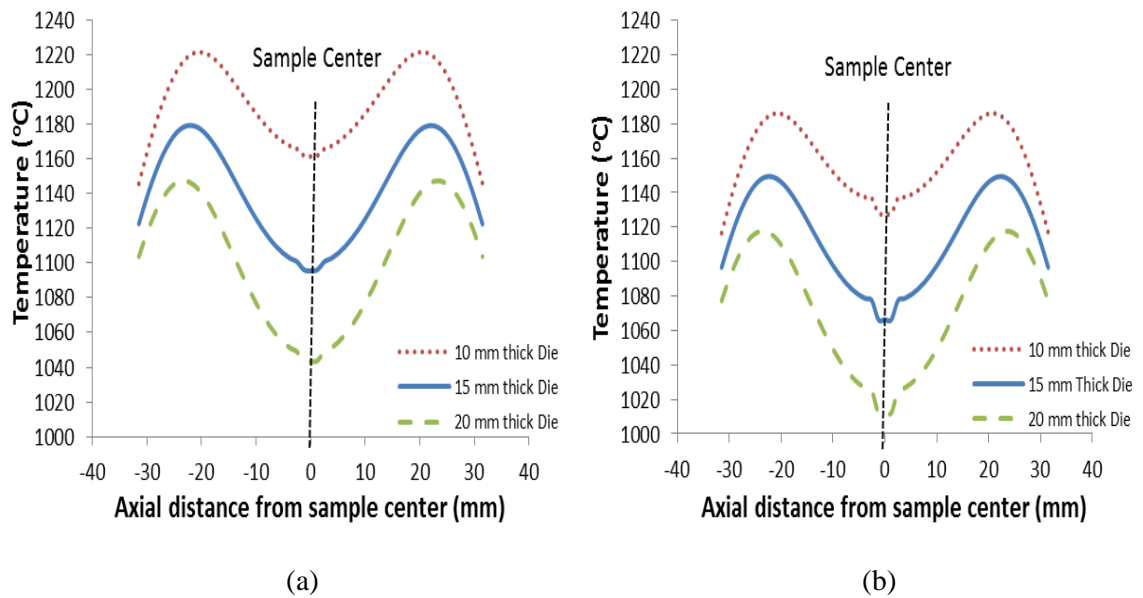 1240
1220
1200
1180
1160
1140
1120
1100
1080
1060
1040
1020
1000
Temperature (°C)
Sample Center
10 mm thick Die
15 mm thick Die
20 mm thick Die
-40 -30 -20 -10 0 10 20 30 40
Axial distance from sample center (mm)
(a)
1240
1220
1200
1180
1160
1140
1120
1100
1080
1060
1040
1020
1000
Temperature (°C)
Sample Center
10 mm thick Die
15 mm Thick Die
20 mm thick Die
-40 -30 -20 -10 0 10 20 30 40
Axial distance from sample center (mm)
(b)